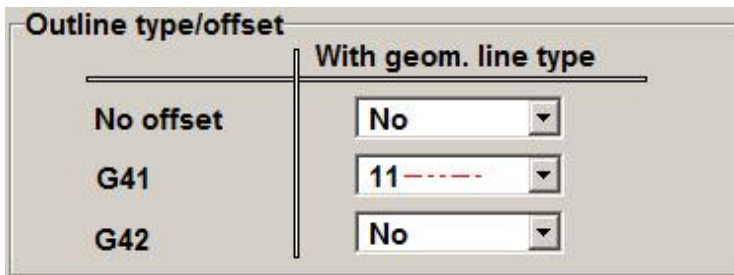 Outline type/offset
With geom. line type
No offset No
G41 11
G42 No